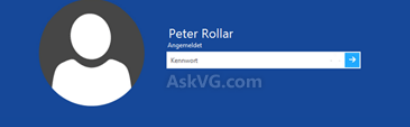 Peter Rollar
Angemeldet
Kennwort
AskVG.com